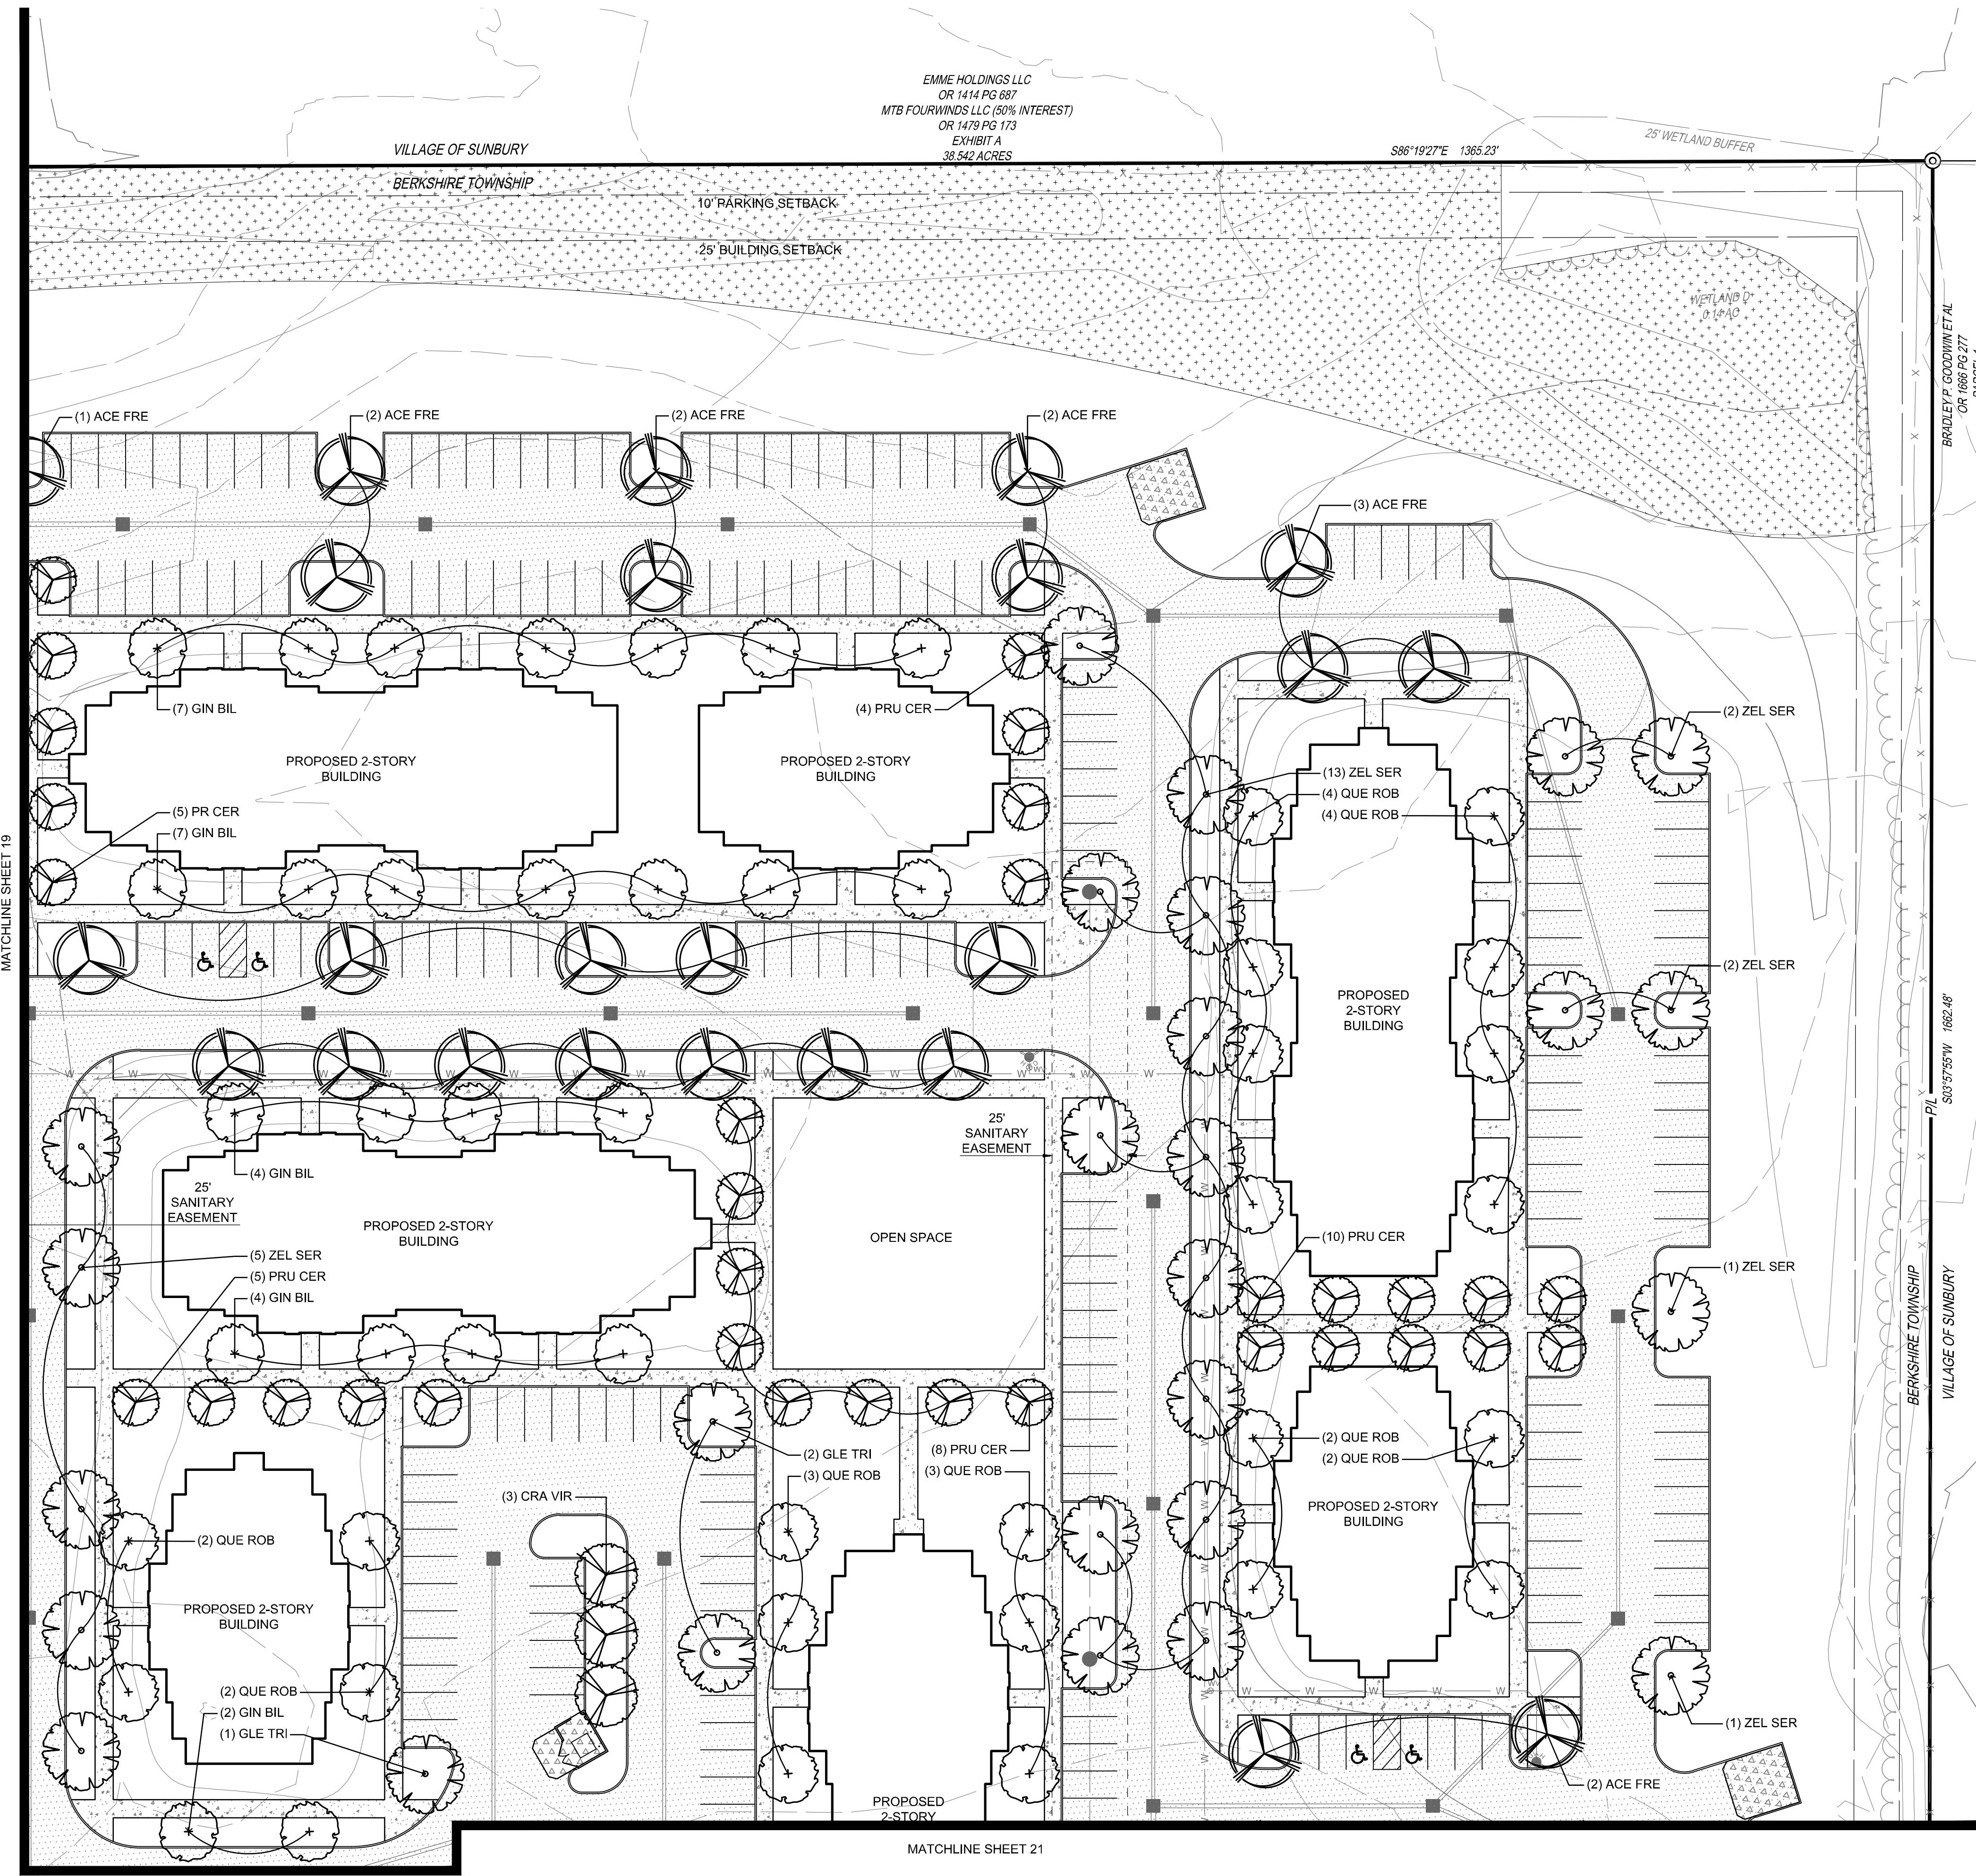 EMME HOLDINGS LLC
OR 1414 PG 687
MTB FOURWINDS LLC (50% INTEREST)
OR 1479 PG 173
EXHIBIT A
38.542 ACRES
VILLAGE OF SUNBURY
BERKSHIRE TOWNSHIP
S86°19'27"E 1365.23'
25' WETLAND BUFFER
10' PARKING SETBACK
25' BUILDING SETBACK
WETLAND D
0.14 AC
BRADLEY P. GOODWIN ET AL
OR 1666 PG 277
(1) ACE FRE
(2) ACE FRE
(2) ACE FRE
(2) ACE FRE
(3) ACE FRE
(7) GIN BIL
(4) PRU CER
(2) ZEL SER
PROPOSED 2-STORY
BUILDING
PROPOSED 2-STORY
BUILDING
(13) ZEL SER
(4) QUE ROB
(4) QUE ROB
(5) PR CER
(7) GIN BIL
MATCHLINE SHEET 19
(2) ZEL SER
PROPOSED
2-STORY
BUILDING
P/L
S03°57'55"W 1662.48'
W W W W W W W W W W
25'
SANITARY
EASEMENT
(4) GIN BIL
25'
SANITARY
EASEMENT
PROPOSED 2-STORY
BUILDING
OPEN SPACE
(10) PRU CER
(5) ZEL SER
(5) PRU CER
(4) GIN BIL
(1) ZEL SER
BERKSHIRE TOWNSHIP
VILLAGE OF SUNBURY
(2) GLE TRI
(3) QUE ROB
(8) PRU CER
(3) QUE ROB
(2) QUE ROB
(2) QUE ROB
(3) CRA VIR
PROPOSED 2-STORY
BUILDING
(2) QUE ROB
PROPOSED 2-STORY
BUILDING
(2) QUE ROB
(2) GIN BIL
(1) GLE TRI
W W W W
(1) ZEL SER
(2) ACE FRE
PROPOSED
2-STORY
MATCHLINE SHEET 21